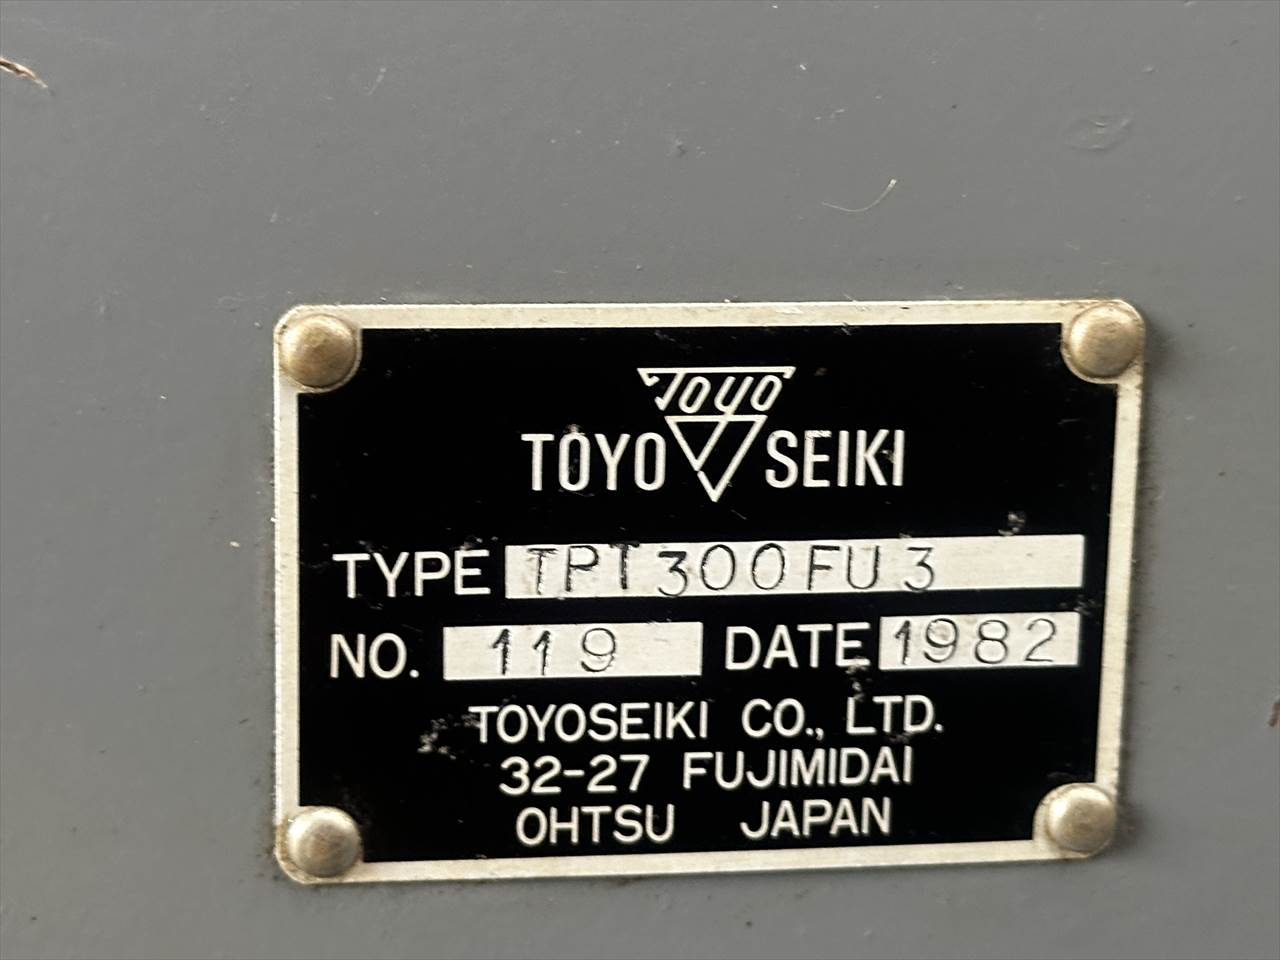 Toyo
TOYO SEIKI
TYPE TPT300FU3
NO. 119 DATE 1982
TOYOSEIKI CO., LTD.
32-27 FUJIMIDAI
OHTSU JAPAN